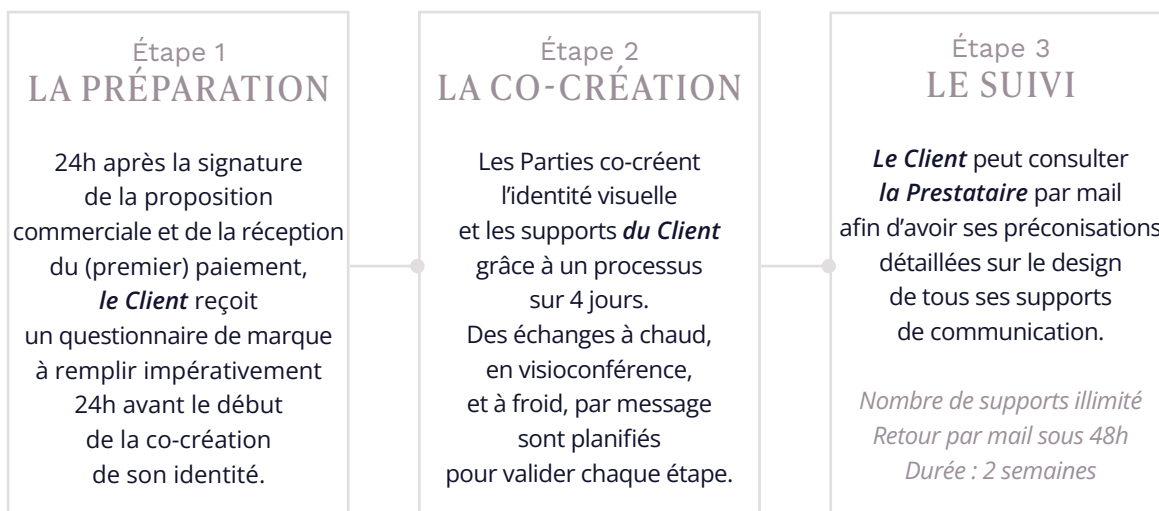 Étape 1
LA PRÉPARATION
24h après la signature
de la proposition
commerciale et de la réception
du (premier) paiement,
le Client reçoit
un questionnaire de marque
à remplir impérativement
24h avant le début
de la co-création
de son identité.
Étape 2
LA CO-CRÉATION
Les Parties co-créent
l’identité visuelle
et les supports du Client
grâce à un processus
sur 4 jours.
Des échanges à chaud,
en visioconférence,
et à froid, par message
sont planifiés
pour valider chaque étape.
Étape 3
LE SUIVI
Le Client peut consulter
la Prestataire par mail
afin d’avoir ses préconisations
détaillées sur le design
de tous ses supports
de communication.
Nombre de supports illimité
Retour par mail sous 48h
Durée : 2 semaines